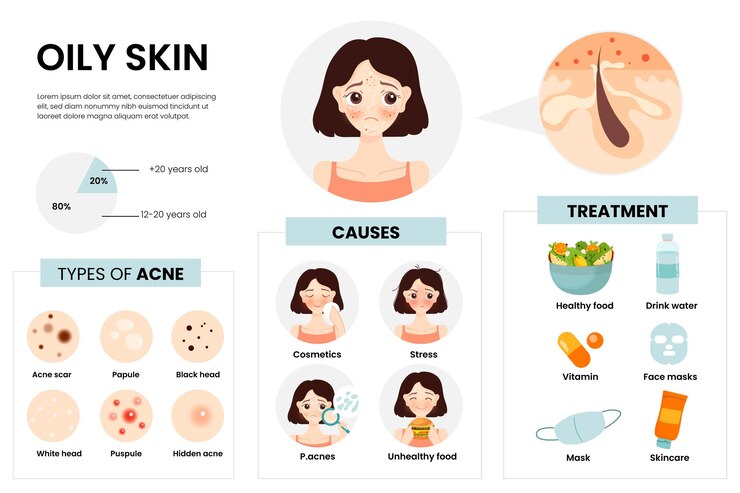 OILY SKIN
Lorem ipsum dolor sit amet, consectetuer adipiscing
elit, sed diam nonummy nibh euismod tincidunt ut
laoreet dolore magna aliquam erat volutpat.
20%
+20 years old
80%
12-20 years old
TYPES OF ACNE
Acne scar
Papule
Black head
White head
Puspule
Hidden acne
CAUSES
Cosmetics
Stress
P.acnes
Unhealthy food
TREATMENT
Healthy food
Drink water
Vitamin
Face masks
Mask
Skincare